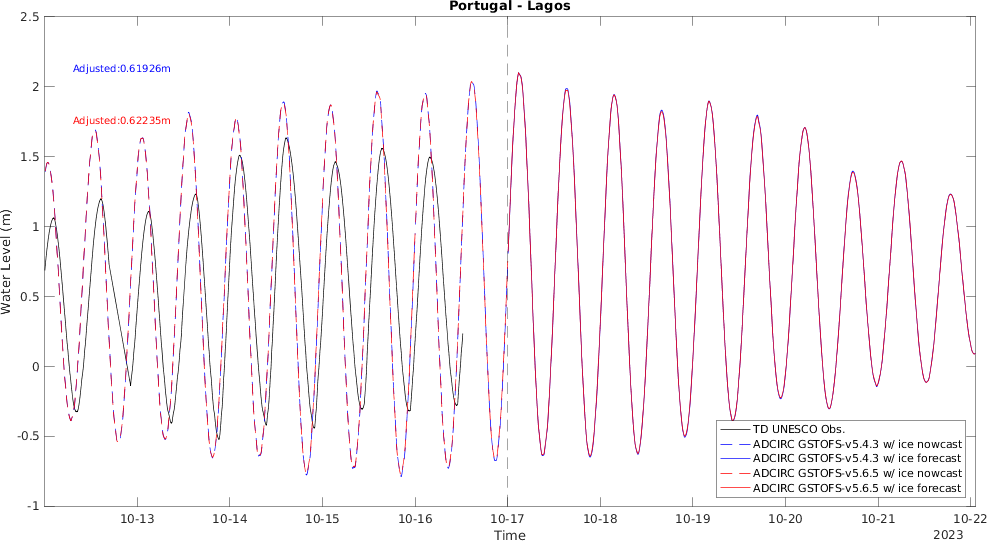 Portugal - Lagos
2.5
2
1.5
1
0.5
0
-0.5
-1
Water Level (m)
Adjusted:0.61926m
Adjusted:0.62235m
TD UNESCO Obs.
ADCIRC GSTOFS-v5.4.3 w/ ice nowcast
ADCIRC GSTOFS-v5.4.3 w/ ice forecast
ADCIRC GSTOFS-v5.6.5 w/ ice nowcast
ADCIRC GSTOFS-v5.6.5 w/ ice forecast
10-13 10-14 10-15 10-16 10-17 10-18 10-19 10-20 10-21 10-22
Time
2023